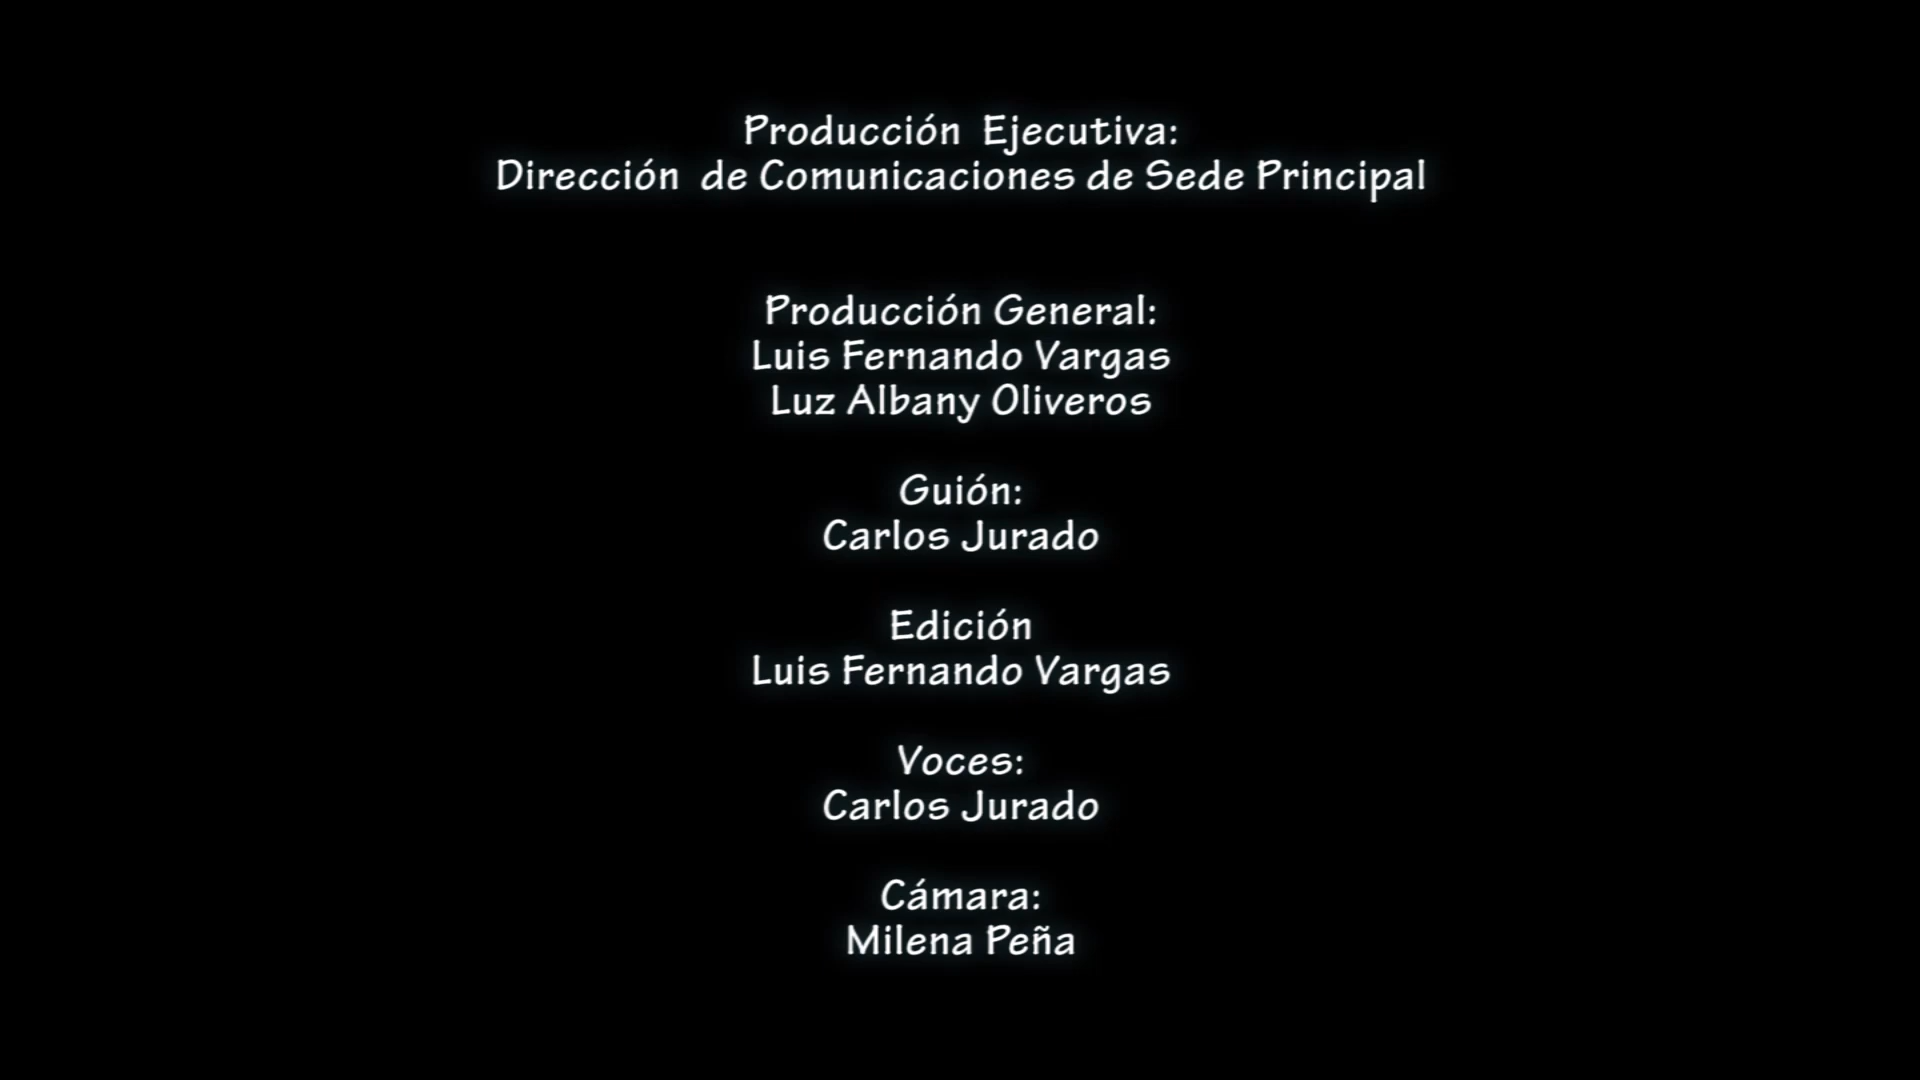 Producción  Ejecutiva:
Dirección  de Comunicaciones de Sede Principal
Producción General:
Luis Fernando Vargas
Luz Albany Oliveros
Guión:
Carlos Jurado
Edición
Luis Fernando Vargas
Voces:
Carlos Jurado
Cámara:
Milena Peña